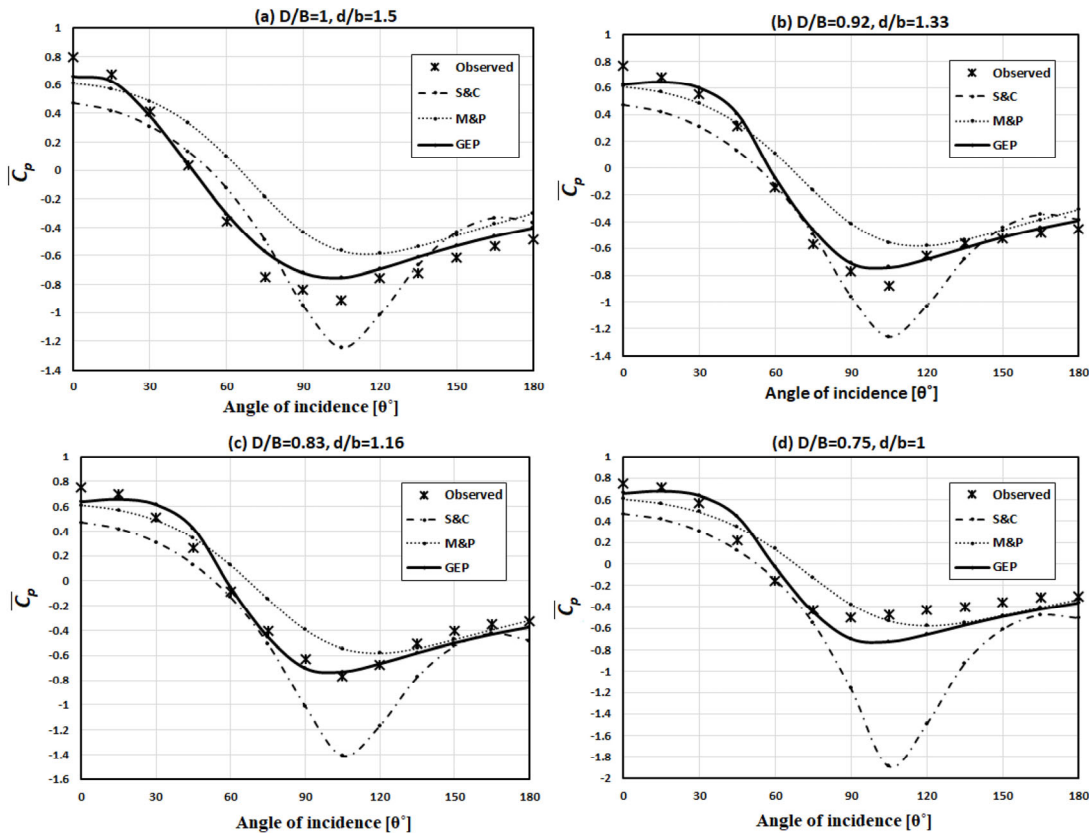 (a) D/B=1, d/b=1.5
1
0.8
0.6
0.4
0.2
0
-0.2
-0.4
-0.6
-0.8
-1
-1.2
-1.4
C̅p
Observed
S&C
M&P
GEP
0 30 60 90 120 150 180
Angle of incidence [θ°]
(b) D/B=0.92, d/b=1.33
1
0.8
0.6
0.4
0.2
0
-0.2
-0.4
-0.6
-0.8
-1
-1.2
-1.4
C̅p
Observed
S&C
M&P
GEP
0 30 60 90 120 150 180
Angle of incidence [θ°]
(c) D/B=0.83, d/b=1.16
1
0.8
0.6
0.4
0.2
0
-0.2
-0.4
-0.6
-0.8
-1
-1.2
-1.4
-1.6
C̅p
Observed
S&C
M&P
GEP
0 30 60 90 120 150 180
Angle of incidence [θ°]
(d) D/B=0.75, d/b=1
1
0.8
0.6
0.4
0.2
0
-0.2
-0.4
-0.6
-0.8
-1
-1.2
-1.4
-1.6
-1.8
-2
C̅p
Observed
S&C
M&P
GEP
0 30 60 90 120 150 180
Angle of incidence [θ°]